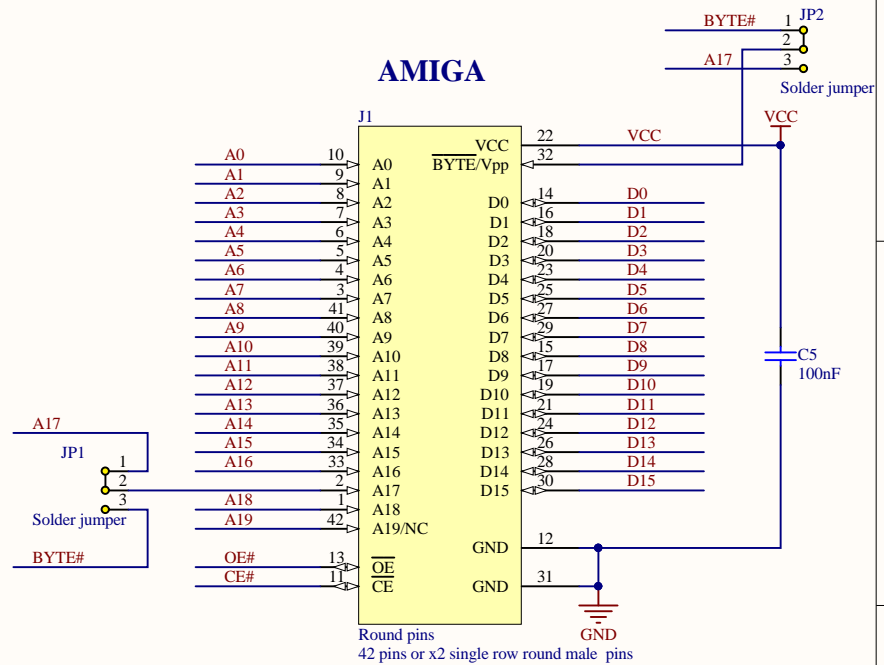 JP2
BYTE# 1
2
A17 3
Solder jumper
AMIGA
VCC
J1
VCC 22 VCC
BYTE/Vpp 32
A0 10 A0
A1 9 A1
A2 8 A2
A3 7 A3
A4 6 A4
A5 5 A5
A6 4 A6
A7 3 A7
A8 41 A8
A9 40 A9
A10 39 A10
A11 38 A11
A12 37 A12
A13 36 A13
A14 35 A14
A15 34 A15
A16 33 A16
2 A17
A18 1 A18
A19 42 A19/NC
OE# 13 OE
CE# 11 CE
D0 14 D0
D1 16 D1
D2 18 D2
D3 20 D3
D4 23 D4
D5 25 D5
D6 27 D6
D7 29 D7
D8 15 D8
D9 17 D9
D10 19 D10
D11 21 D11
D12 24 D12
D13 26 D13
D14 28 D14
D15 30 D15
GND 12
GND 31
GND
C5
100nF
A17
JP1
1
2
3
Solder jumper
BYTE#
Round pins
42 pins or x2 single row round male pins